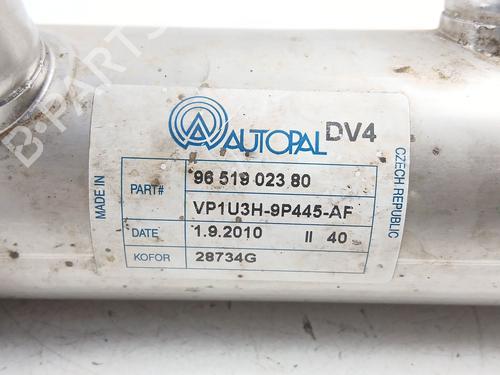 B-PARTS
AUTOPAL DV4
MADE IN
CZECH REPUBLIC
PART# 96 519 023 80
VP1U3H-9P445-AF
DATE 1.9.2010 II 40
KOFOR 28734G